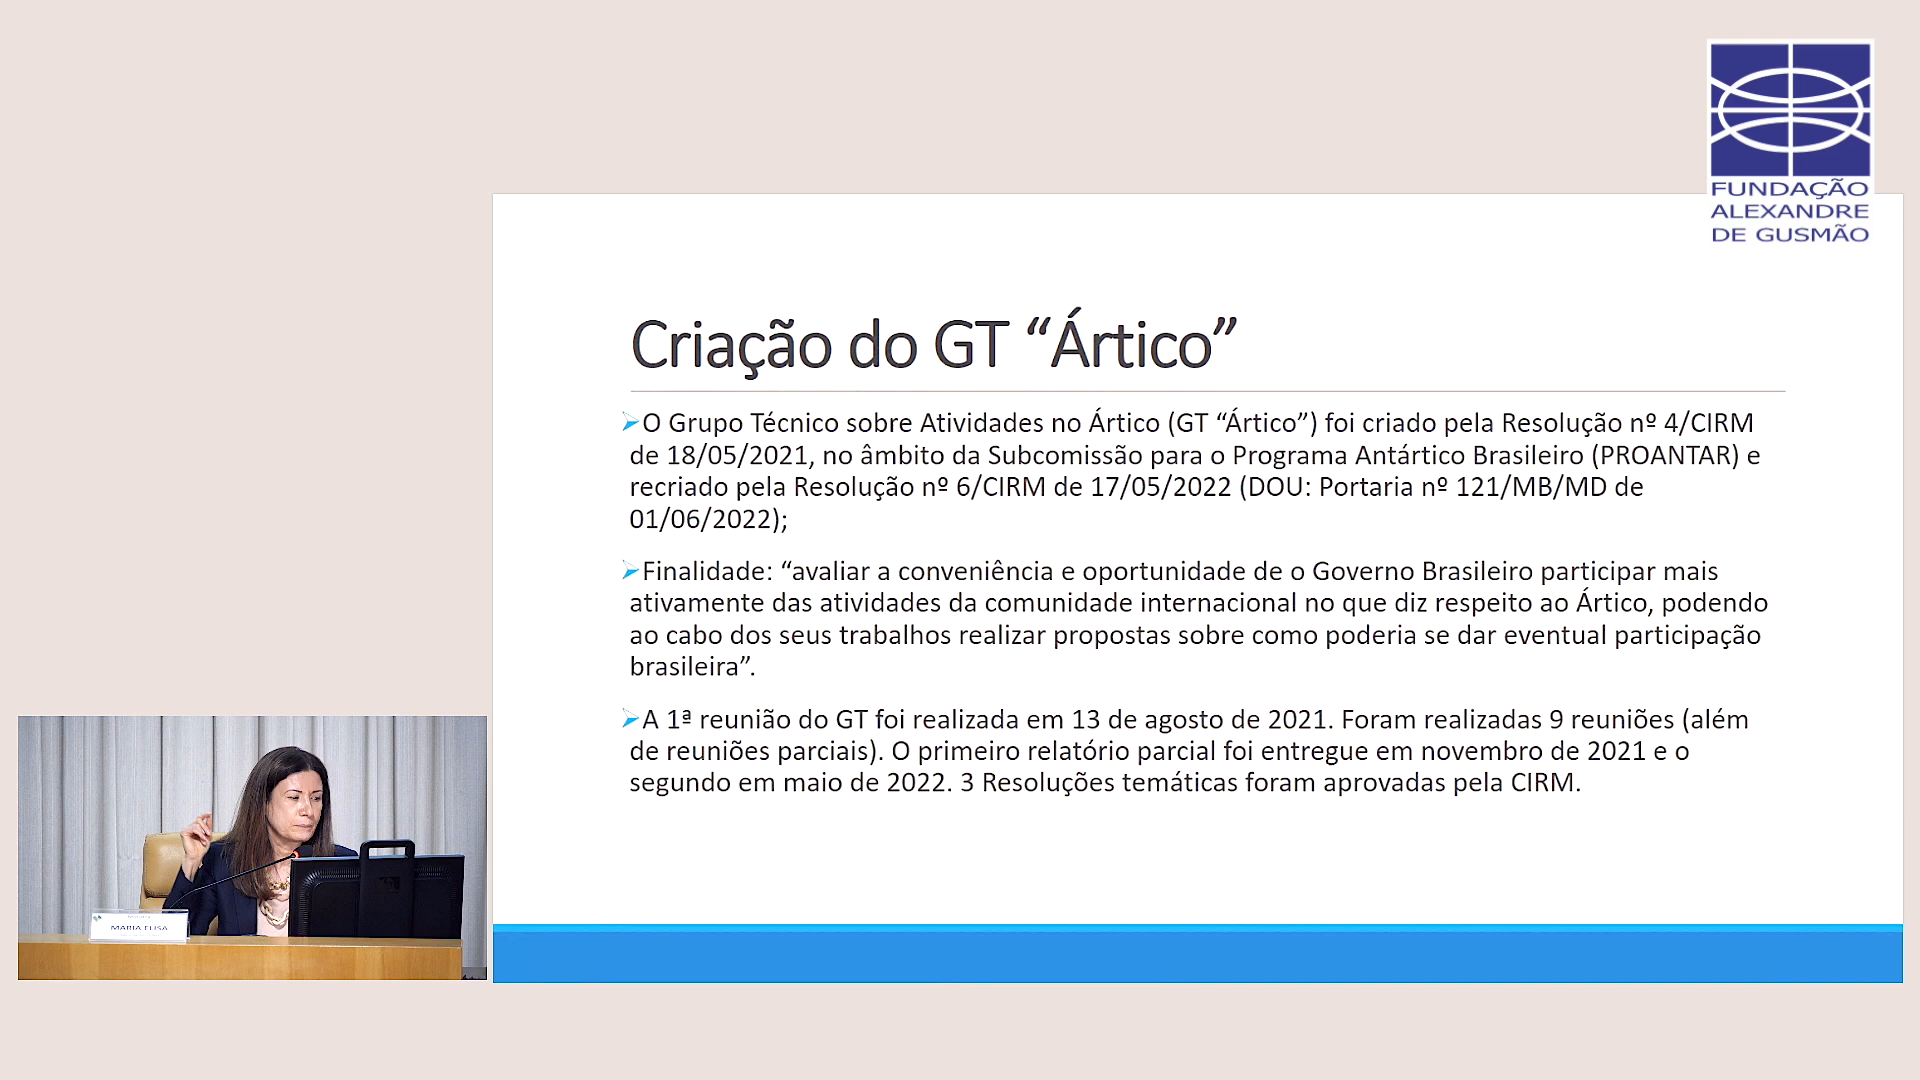 FUNDAÇÃO
ALEXANDRE
DE GUSMÃO
Criação do GT “Ártico”
➢O Grupo Técnico sobre Atividades no Ártico (GT “Ártico”) foi criado pela Resolução nº 4/CIRM
de 18/05/2021, no âmbito da Subcomissão para o Programa Antártico Brasileiro (PROANTAR) e
recriado pela Resolução nº 6/CIRM de 17/05/2022 (DOU: Portaria nº 121/MB/MD de
01/06/2022);
➢Finalidade: “avaliar a conveniência e oportunidade de o Governo Brasileiro participar mais
ativamente das atividades da comunidade internacional no que diz respeito ao Ártico, podendo
ao cabo dos seus trabalhos realizar propostas sobre como poderia se dar eventual participação
brasileira”.
➢A 1ª reunião do GT foi realizada em 13 de agosto de 2021. Foram realizadas 9 reuniões (além
de reuniões parciais). O primeiro relatório parcial foi entregue em novembro de 2021 e o
segundo em maio de 2022. 3 Resoluções temáticas foram aprovadas pela CIRM.
MARIA ELISA